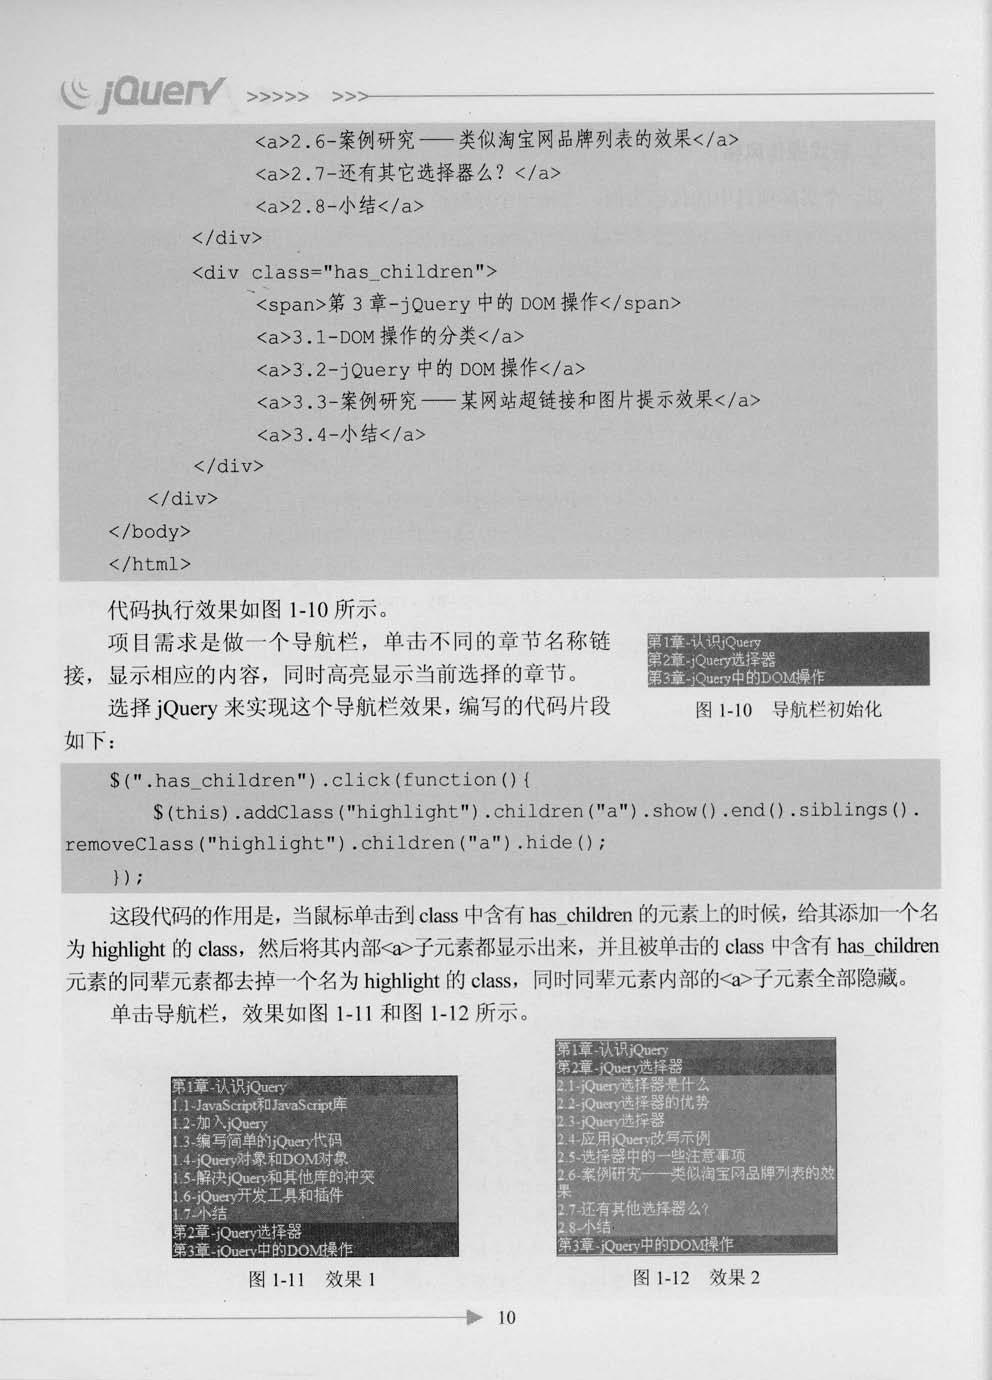 jQuery >>>>> >>>
<a>2.6-案例研究——类似淘宝网品牌列表的效果</a>
<a>2.7-还有其它选择器么? </a>
<a>2.8-小结</a>
</div>
<div class="has_children">
<span>第 3 章-jQuery 中的 DOM 操作</span>
<a>3.1-DOM 操作的分类</a>
<a>3.2-jQuery 中的 DOM 操作</a>
<a>3.3-案例研究——某网站超链接和图片提示效果</a>
<a>3.4-小结</a>
</div>
</div>
</body>
</html>
代码执行效果如图 1-10 所示。
项目需求是做一个导航栏，单击不同的章节名称链
接，显示相应的内容，同时高亮显示当前选择的章节。
选择 jQuery 来实现这个导航栏效果，编写的代码片段
如下：
第1章-认识jQuery
第2章-jQuery选择器
第3章-jQuery中的DOM操作
图 1-10 导航栏初始化
$(".has_children").click(function(){
$(this).addClass("highlight").children("a").show().end().siblings().
removeClass("highlight").children("a").hide();
});
这段代码的作用是，当鼠标单击到 class 中含有 has_children 的元素上的时候，给其添加一个名
为 highlight 的 class，然后将其内部<a>子元素都显示出来，并且被单击的 class 中含有 has_children
元素的同辈元素都去掉一个名为 highlight 的 class，同时同辈元素内部的<a>子元素全部隐藏。
单击导航栏，效果如图 1-11 和图 1-12 所示。
第1章-认识jQuery
1.1-JavaScript和JavaScript库
1.2-加入jQuery
1.3-编写简单的jQuery代码
1.4-jQuery对象和DOM对象
1.5-解决jQuery和其他库的冲突
1.6-jQuery开发工具和插件
1.7-小结
第2章-jQuery选择器
第3章-jQuery中的DOM操作
图 1-11 效果 1
第1章-认识jQuery
第2章-jQuery选择器
2.1-jQuery选择器是什么
2.2-jQuery选择器的优势
2.3-jQuery选择器
2.4-应用jQuery改写示例
2.5-选择器中的一些注意事项
2.6-案例研究——类似淘宝网品牌列表的效
果
2.7-还有其他选择器么?
2.8-小结
第3章-jQuery中的DOM操作
图 1-12 效果 2
10